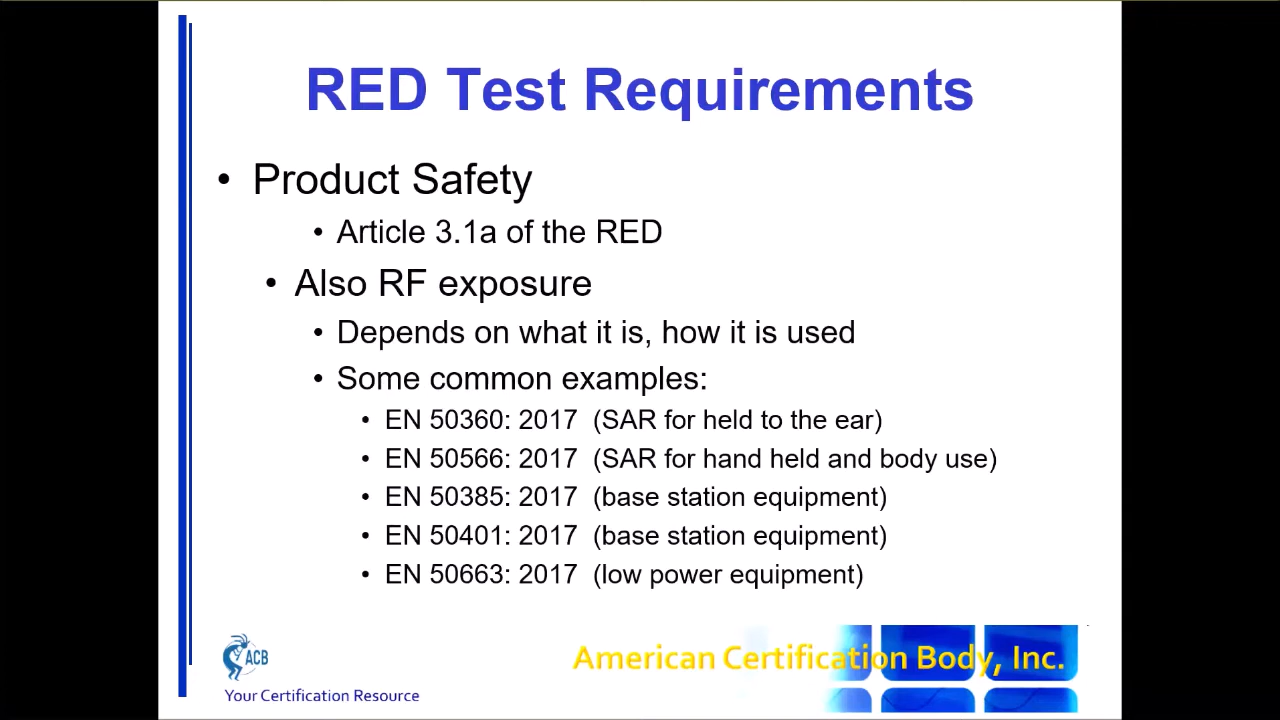 RED Test Requirements
• Product Safety
• Article 3.1a of the RED
• Also RF exposure
• Depends on what it is, how it is used
• Some common examples:
• EN 50360: 2017 (SAR for held to the ear)
• EN 50566: 2017 (SAR for hand held and body use)
• EN 50385: 2017 (base station equipment)
• EN 50401: 2017 (base station equipment)
• EN 50663: 2017 (low power equipment)
ACB
American Certification Body, Inc.
Your Certification Resource